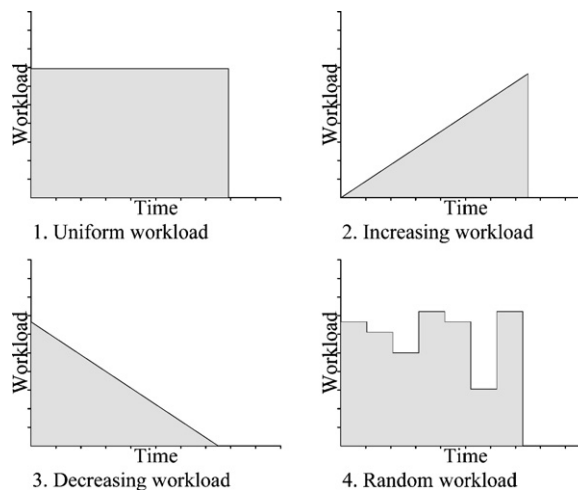 Workload
Time
1. Uniform workload
Workload
Time
2. Increasing workload
Workload
Time
3. Decreasing workload
Workload
Time
4. Random workload